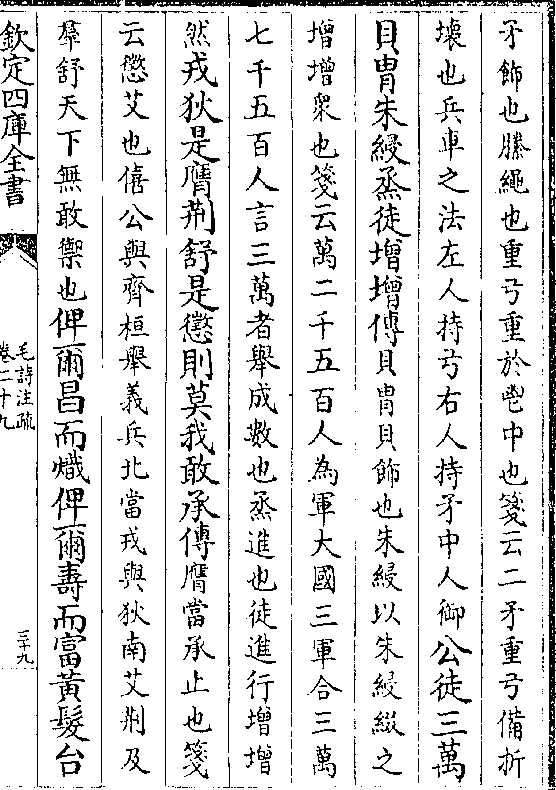 矛飾也縢繩也重弓重於鬯中也箋云二矛重弓備折
壞也兵車之法左人持弓右人持矛中人御公徒三萬
貝胄朱綅烝徒增增傳貝胄貝飾也朱綅以朱綅綴之
增增衆也箋云萬二千五百人為軍大國三軍合三萬
七千五百人言三萬者舉成數也烝進也徒進行增增
然戎狄是膺荆舒是懲則莫我敢承傳膺當承止也箋
云懲艾也僖公與齊桓舉義兵北當戎與狄南艾荆及
羣舒天下無敢禦也俾爾昌而熾俾爾壽而富黃髮台
欽定四庫全書
毛詩注疏
卷二十九
三十九